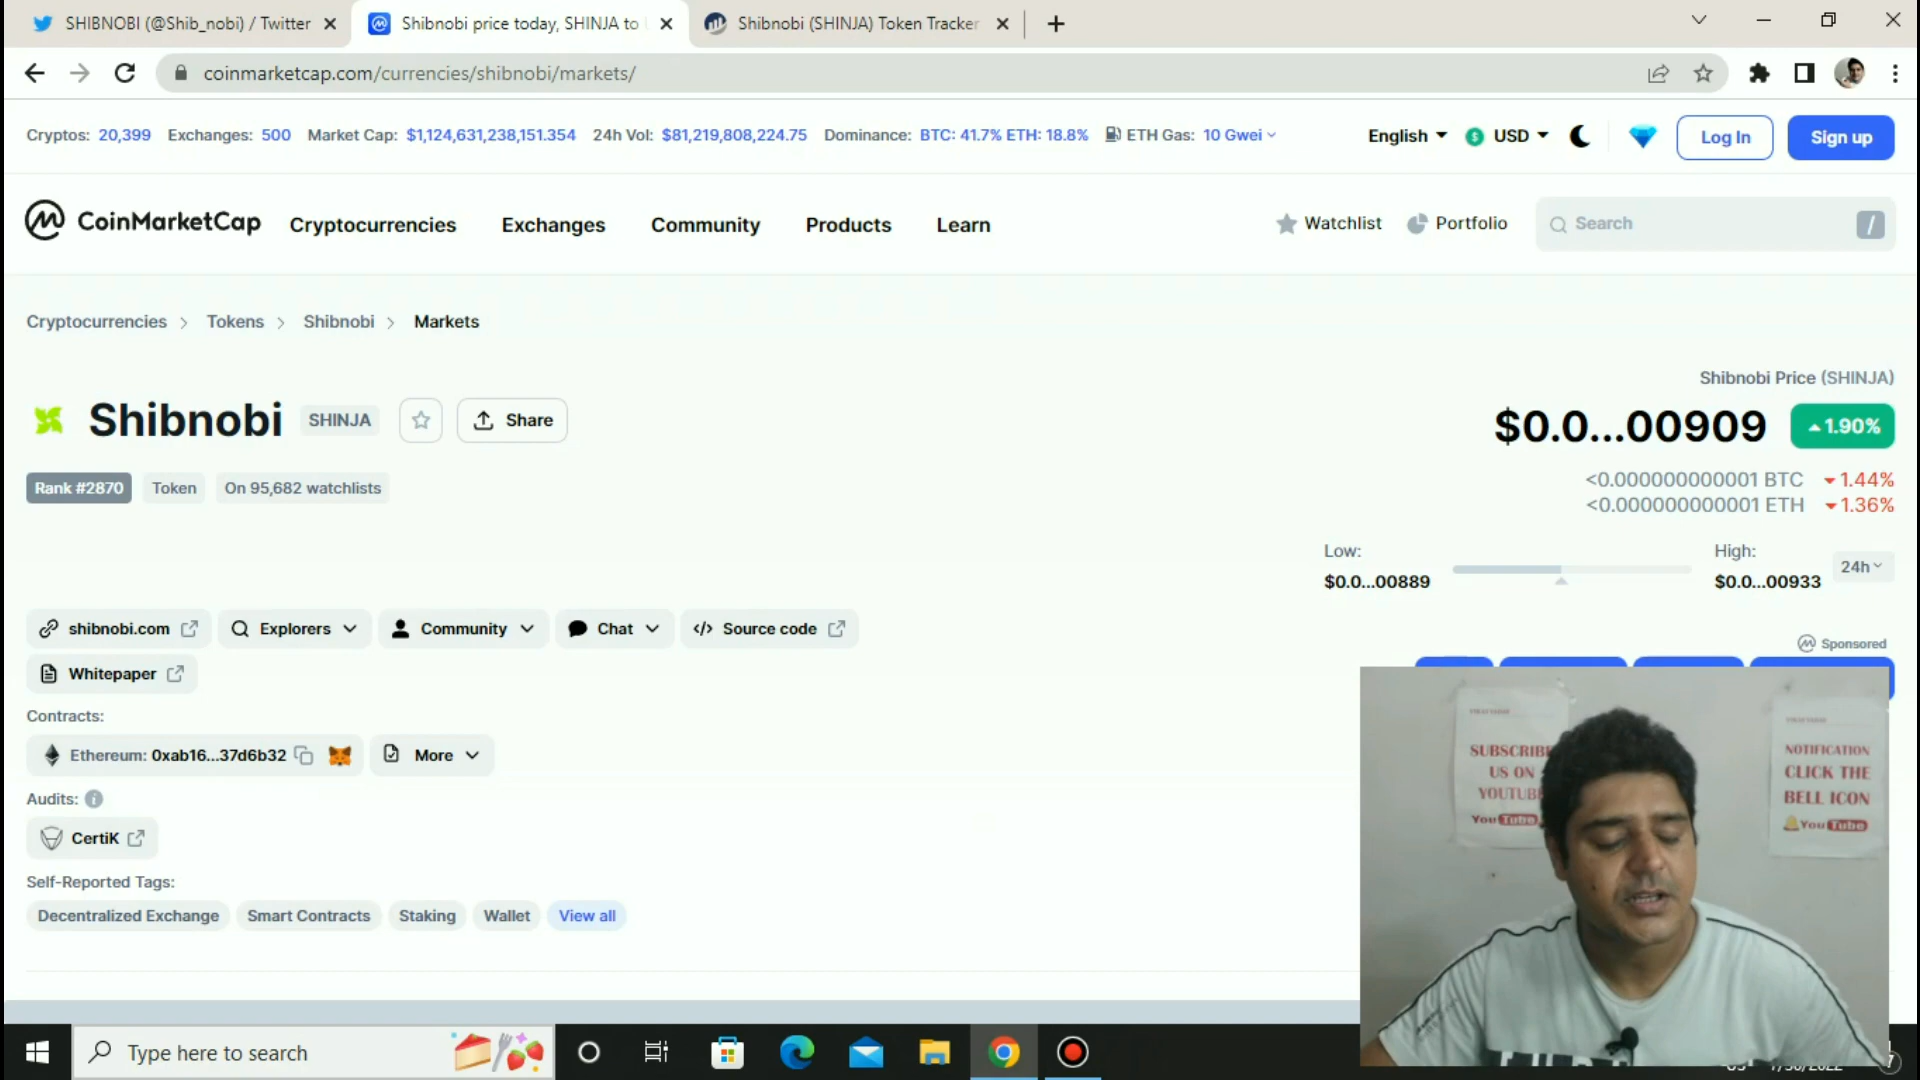 SHIBNOBI (@Shib_nobi) / Twitter
Shibnobi price today, SHINJA to
Shibnobi (SHINJA) Token Tracker
coinmarketcap.com/currencies/shibnobi/markets/
Cryptos: 20,399 Exchanges: 500 Market Cap: $1,124,631,238,151.354 24h Vol: $81,219,808,224.75 Dominance: BTC: 41.7% ETH: 18.8% ETH Gas: 10 Gwei
English USD Log In Sign up
CoinMarketCap Cryptocurrencies Exchanges Community Products Learn
Watchlist Portfolio Search /
Cryptocurrencies > Tokens > Shibnobi > Markets
Shibnobi Price (SHINJA)
Shibnobi SHINJA Share
$0.0...00909 1.90%
Rank #2870 Token On 95,682 watchlists
<0.000000000001 BTC 1.44%
<0.000000000001 ETH 1.36%
Low: High:
$0.0...00889 $0.0...00933 24h
shibnobi.com Explorers Community Chat </> Source code
Sponsored
Whitepaper
Contracts:
Ethereum: 0xab16...37d6b32 More
Audits:
CertiK
Self-Reported Tags:
Decentralized Exchange Smart Contracts Staking Wallet View all
SUBSCRIBE
US ON
YOUTUBE
YouTube
NOTIFICATION
CLICK THE
BELL ICON
YouTube
Type here to search